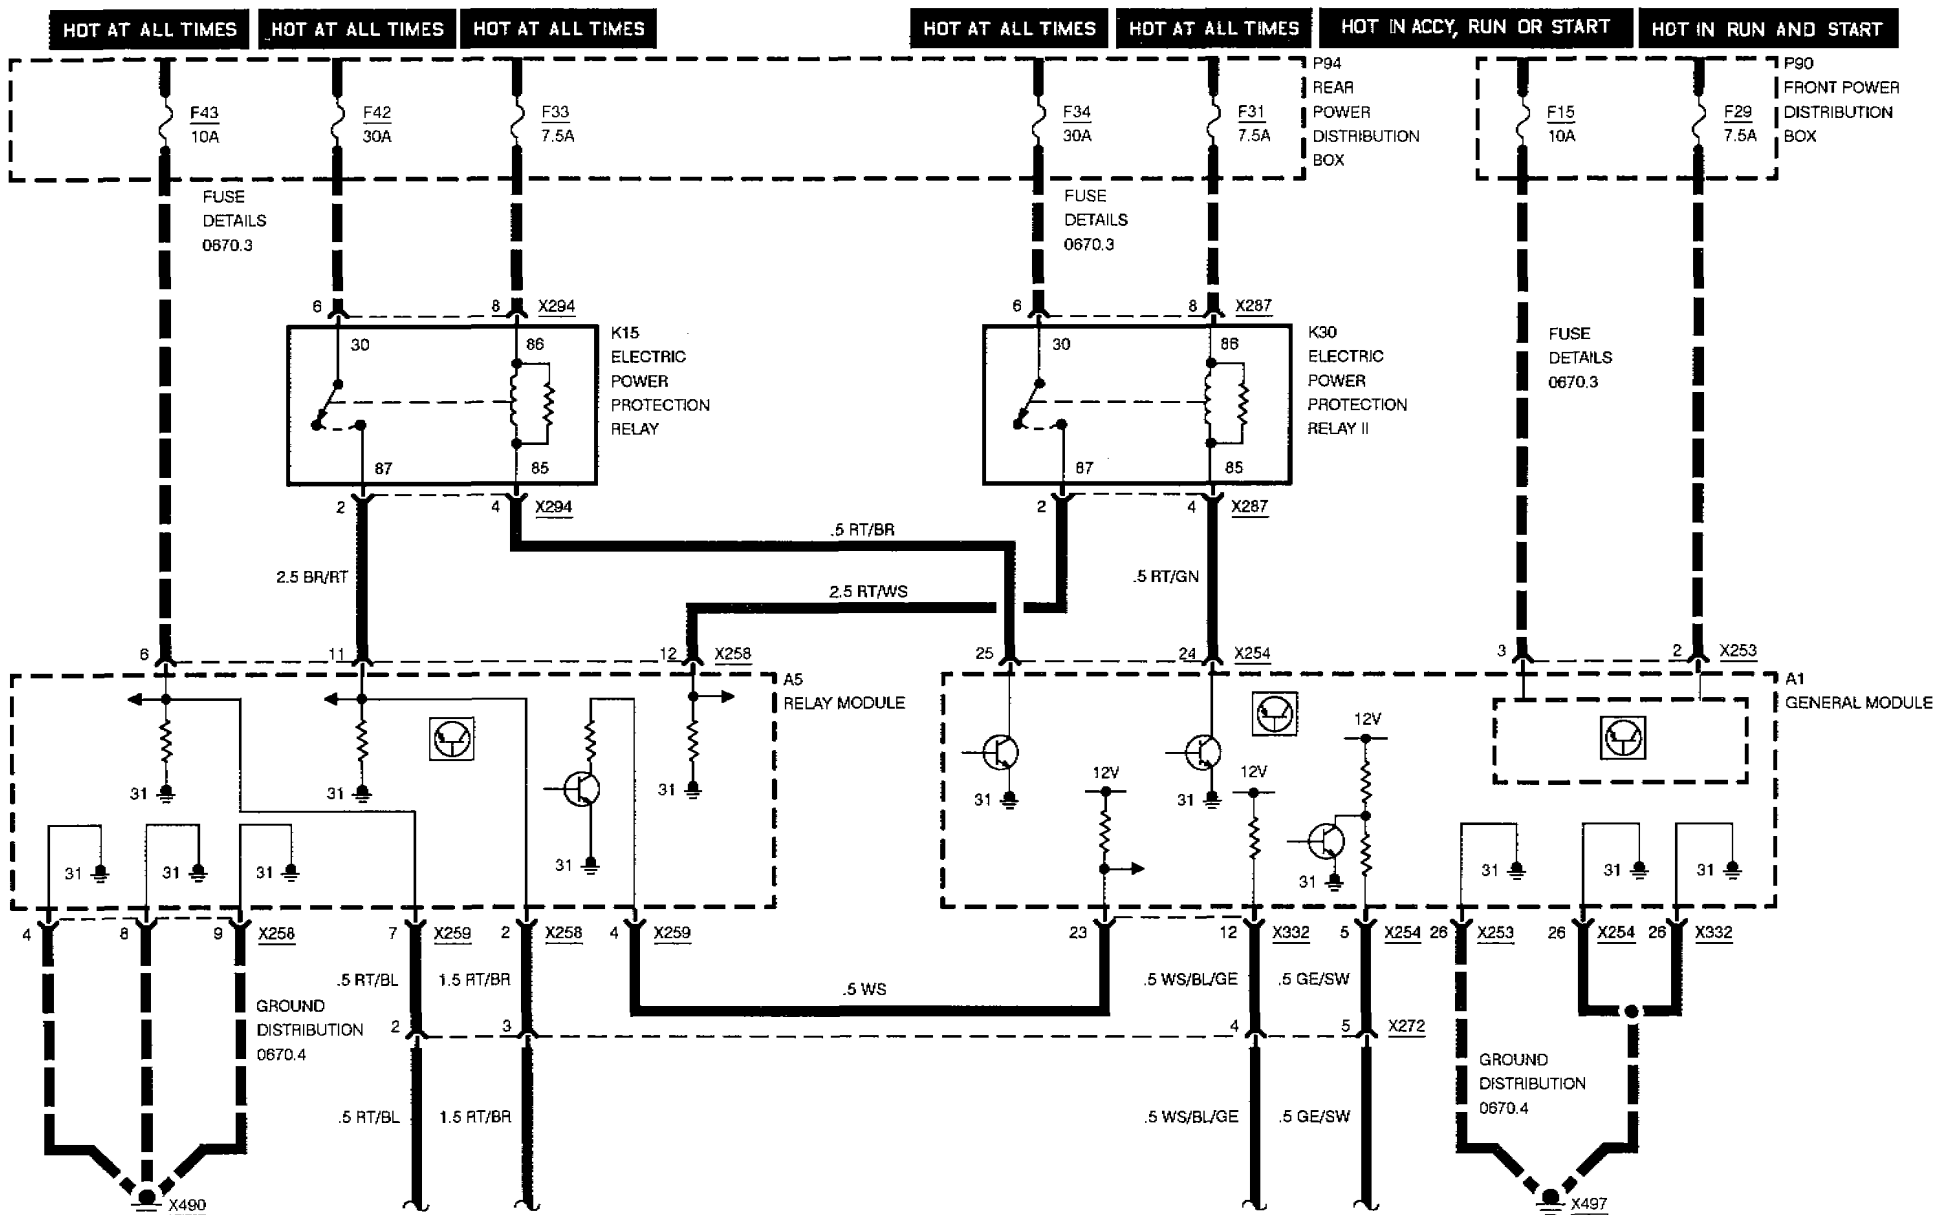 HOT AT ALL TIMES
HOT AT ALL TIMES
HOT AT ALL TIMES
HOT AT ALL TIMES
HOT AT ALL TIMES
HOT IN ACCY, RUN OR START
HOT IN RUN AND START
F43
10A
F42
30A
F33
7.5A
F34
30A
F31
7.5A
P94
REAR
POWER
DISTRIBUTION
BOX
F15
10A
F29
7.5A
P90
FRONT POWER
DISTRIBUTION
BOX
FUSE
DETAILS
0670.3
FUSE
DETAILS
0670.3
FUSE
DETAILS
0670.3
6
8
X294
30
86
87
85
K15
ELECTRIC
POWER
PROTECTION
RELAY
2
4
X294
6
8
X287
30
86
87
85
K30
ELECTRIC
POWER
PROTECTION
RELAY II
2
4
X287
.5 RT/BR
2.5 BR/RT
2.5 RT/WS
.5 RT/GN
6
11
12
X258
25
24
X254
3
2
X253
A5
RELAY MODULE
A1
GENERAL MODULE
12V
12V
12V
31
31
31
31
31
31
31
31
31
31
31
31
31
4
8
9
X258
7
X259
2
X258
4
X259
23
12
X332
5
X254
26
X253
26
X254
26
X332
.5 RT/BL
1.5 RT/BR
.5 WS
.5 WS/BL/GE
.5 GE/SW
GROUND
DISTRIBUTION
0670.4
2
3
4
5
X272
GROUND
DISTRIBUTION
0670.4
.5 RT/BL
1.5 RT/BR
.5 WS/BL/GE
.5 GE/SW
X490
X497